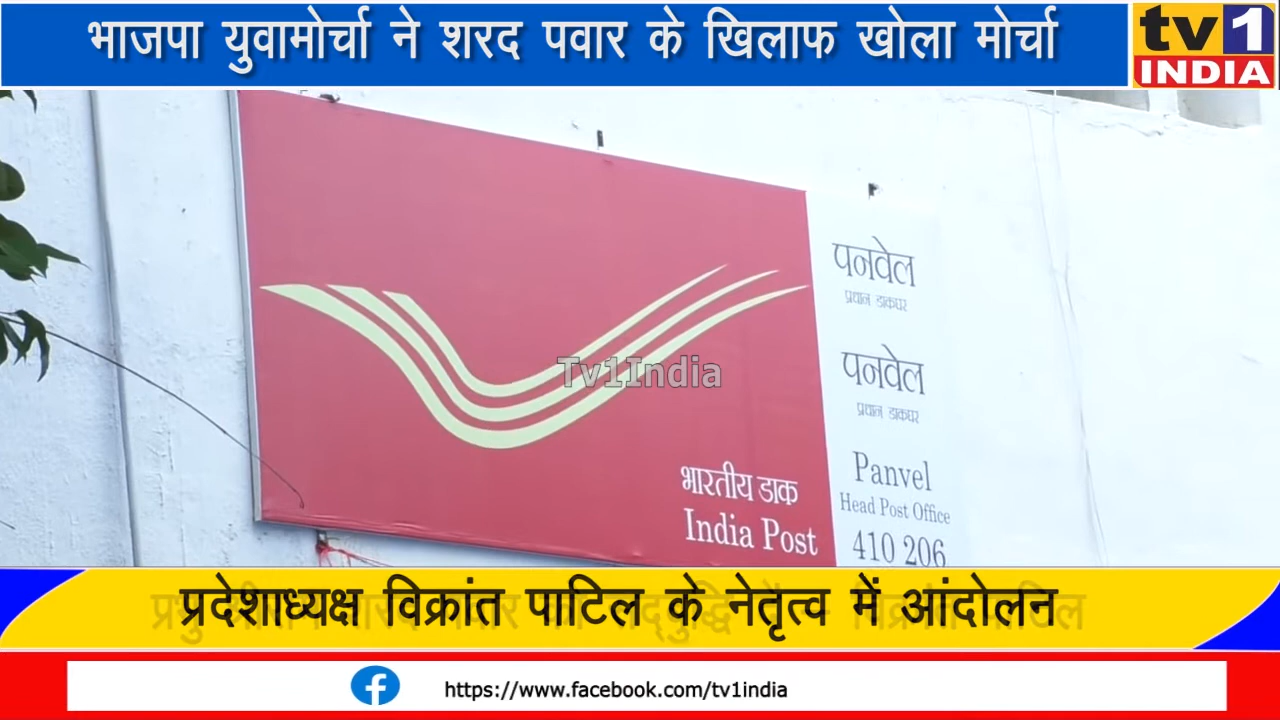 भाजपा युवामोर्चा ने शरद पवार के खिलाफ खोला मोर्चा
tv1
INDIA
पनवेल
प्रधान डाकघर
पनवेल
प्रधान डाकघर
Tv1India
भारतीय डाक
India Post
Panvel
Head Post Office
410 206
प्रदेशाध्यक्ष विक्रांत पाटिल के नेतृत्व में आंदोलन
https://www.facebook.com/tv1india